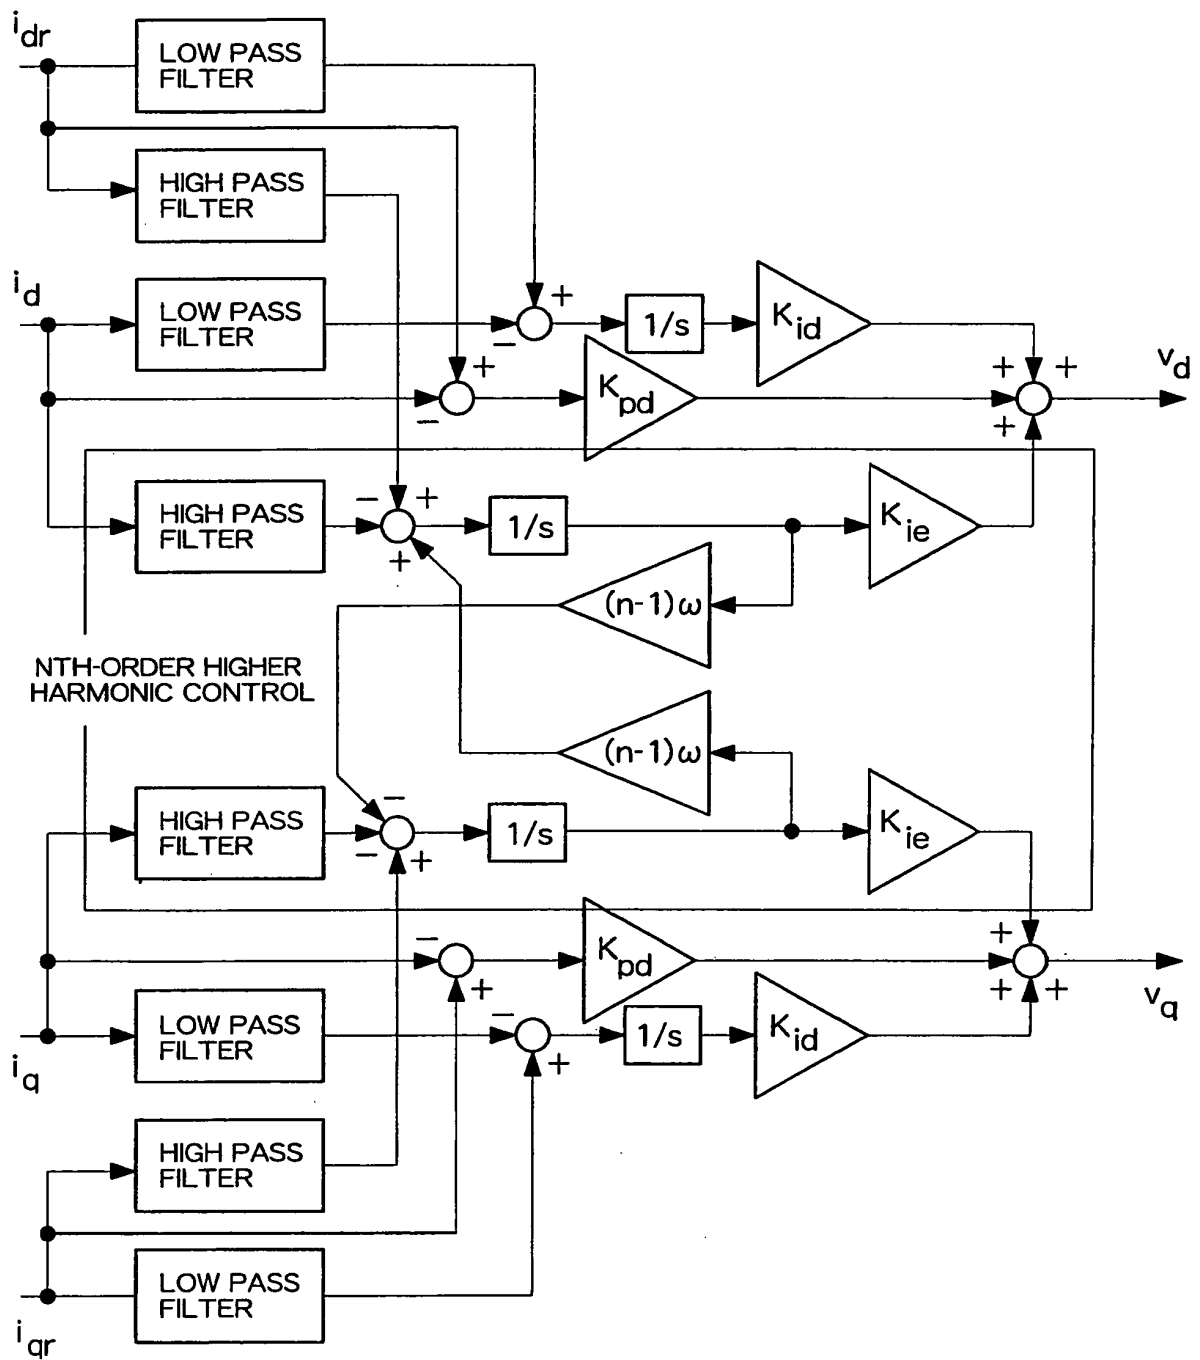 i_dr
LOW PASS
FILTER
HIGH PASS
FILTER
i_d
LOW PASS
FILTER
+
−
1/s
K_id
+
−
K_pd
+ +
+
v_d
HIGH PASS
FILTER
− +
+
1/s
K_ie
(n-1)ω
NTH-ORDER HIGHER
HARMONIC CONTROL
(n-1)ω
HIGH PASS
FILTER
−
− +
1/s
K_ie
−
+
K_pd
+
+ +
v_q
i_q
LOW PASS
FILTER
−
+
1/s
K_id
HIGH PASS
FILTER
LOW PASS
FILTER
i_qr